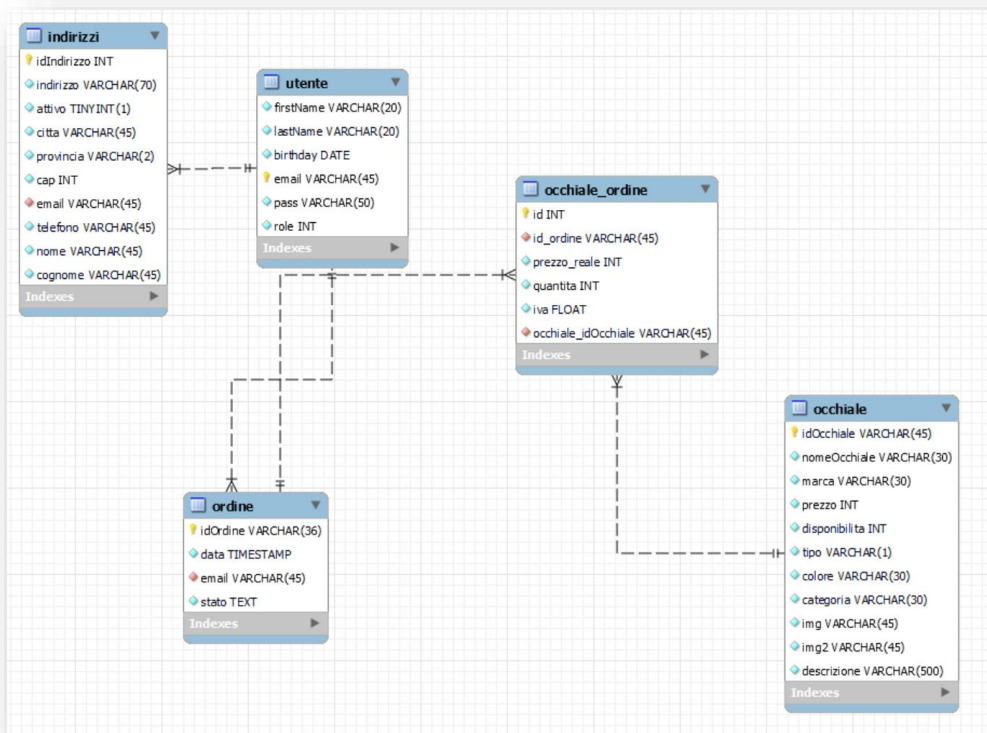 indirizzi
idIndirizzo INT
indirizzo VARCHAR(70)
attivo TINYINT(1)
citta VARCHAR(45)
provincia VARCHAR(2)
cap INT
email VARCHAR(45)
telefono VARCHAR(45)
nome VARCHAR(45)
cognome VARCHAR(45)
Indexes
utente
firstName VARCHAR(20)
lastName VARCHAR(20)
birthday DATE
email VARCHAR(45)
pass VARCHAR(50)
role INT
Indexes
occhiale_ordine
id INT
id_ordine VARCHAR(45)
prezzo_reale INT
quantita INT
iva FLOAT
occhiale_idOcchiale VARCHAR(45)
Indexes
ordine
idOrdine VARCHAR(36)
data TIMESTAMP
email VARCHAR(45)
stato TEXT
Indexes
occhiale
idOcchiale VARCHAR(45)
nomeOcchiale VARCHAR(30)
marca VARCHAR(30)
prezzo INT
disponibilita INT
tipo VARCHAR(1)
colore VARCHAR(30)
categoria VARCHAR(30)
img VARCHAR(45)
img2 VARCHAR(45)
descrizione VARCHAR(500)
Indexes